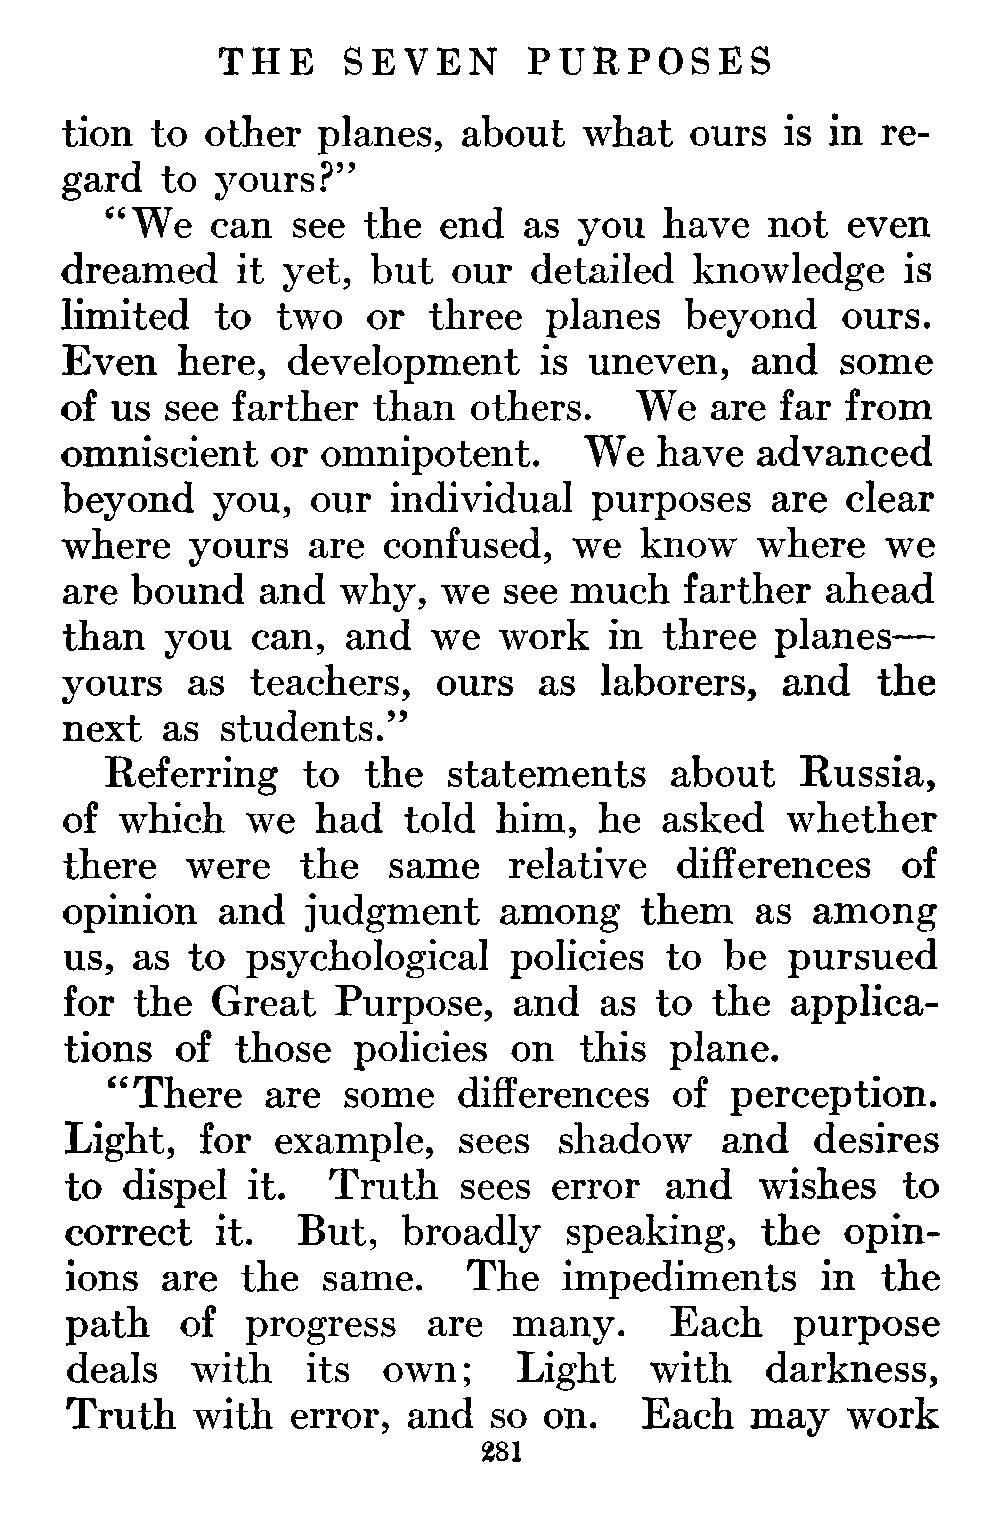 THE SEVEN PURPOSES
tion to other planes, about what ours is in re-
gard to yours?”
“We can see the end as you have not even
dreamed it yet, but our detailed knowledge is
limited to two or three planes beyond ours.
Even here, development is uneven, and some
of us see farther than others. We are far from
omniscient or omnipotent. We have advanced
beyond you, our individual purposes are clear
where yours are confused, we know where we
are bound and why, we see much farther ahead
than you can, and we work in three planes—
yours as teachers, ours as laborers, and the
next as students.”
Referring to the statements about Russia,
of which we had told him, he asked whether
there were the same relative differences of
opinion and judgment among them as among
us, as to psychological policies to be pursued
for the Great Purpose, and as to the applica-
tions of those policies on this plane.
“There are some differences of perception.
Light, for example, sees shadow and desires
to dispel it. Truth sees error and wishes to
correct it. But, broadly speaking, the opin-
ions are the same. The impediments in the
path of progress are many. Each purpose
deals with its own; Light with darkness,
Truth with error, and so on. Each may work
281